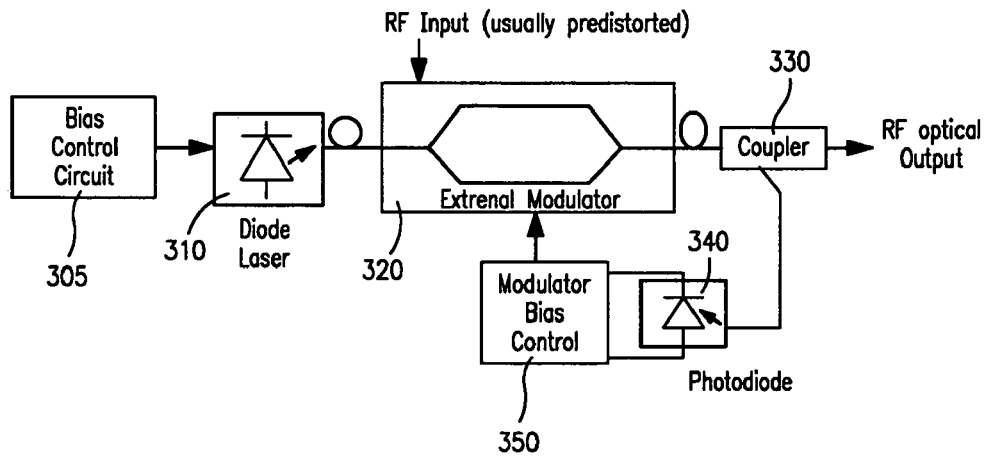 RF Input (usually predistorted)
330
Bias
Control
Circuit
Coupler
RF optical
Output
Extrenal Modulator
305
310
Diode
Laser
320
340
Modulator
Bias
Control
Photodiode
350